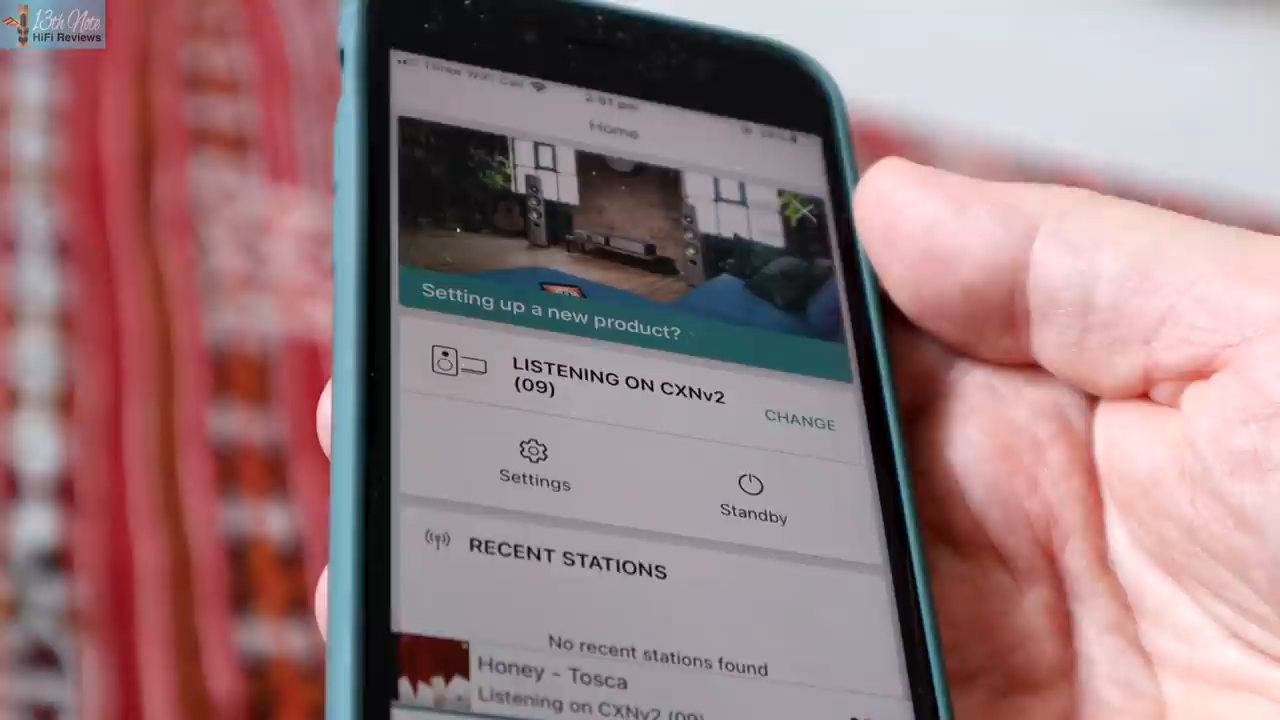 13th Note
HiFi Reviews
Home
Setting up a new product?
LISTENING ON CXNv2
(09)
CHANGE
Settings
Standby
RECENT STATIONS
No recent stations found
Honey - Tosca
Listening on CXNv2 (09)